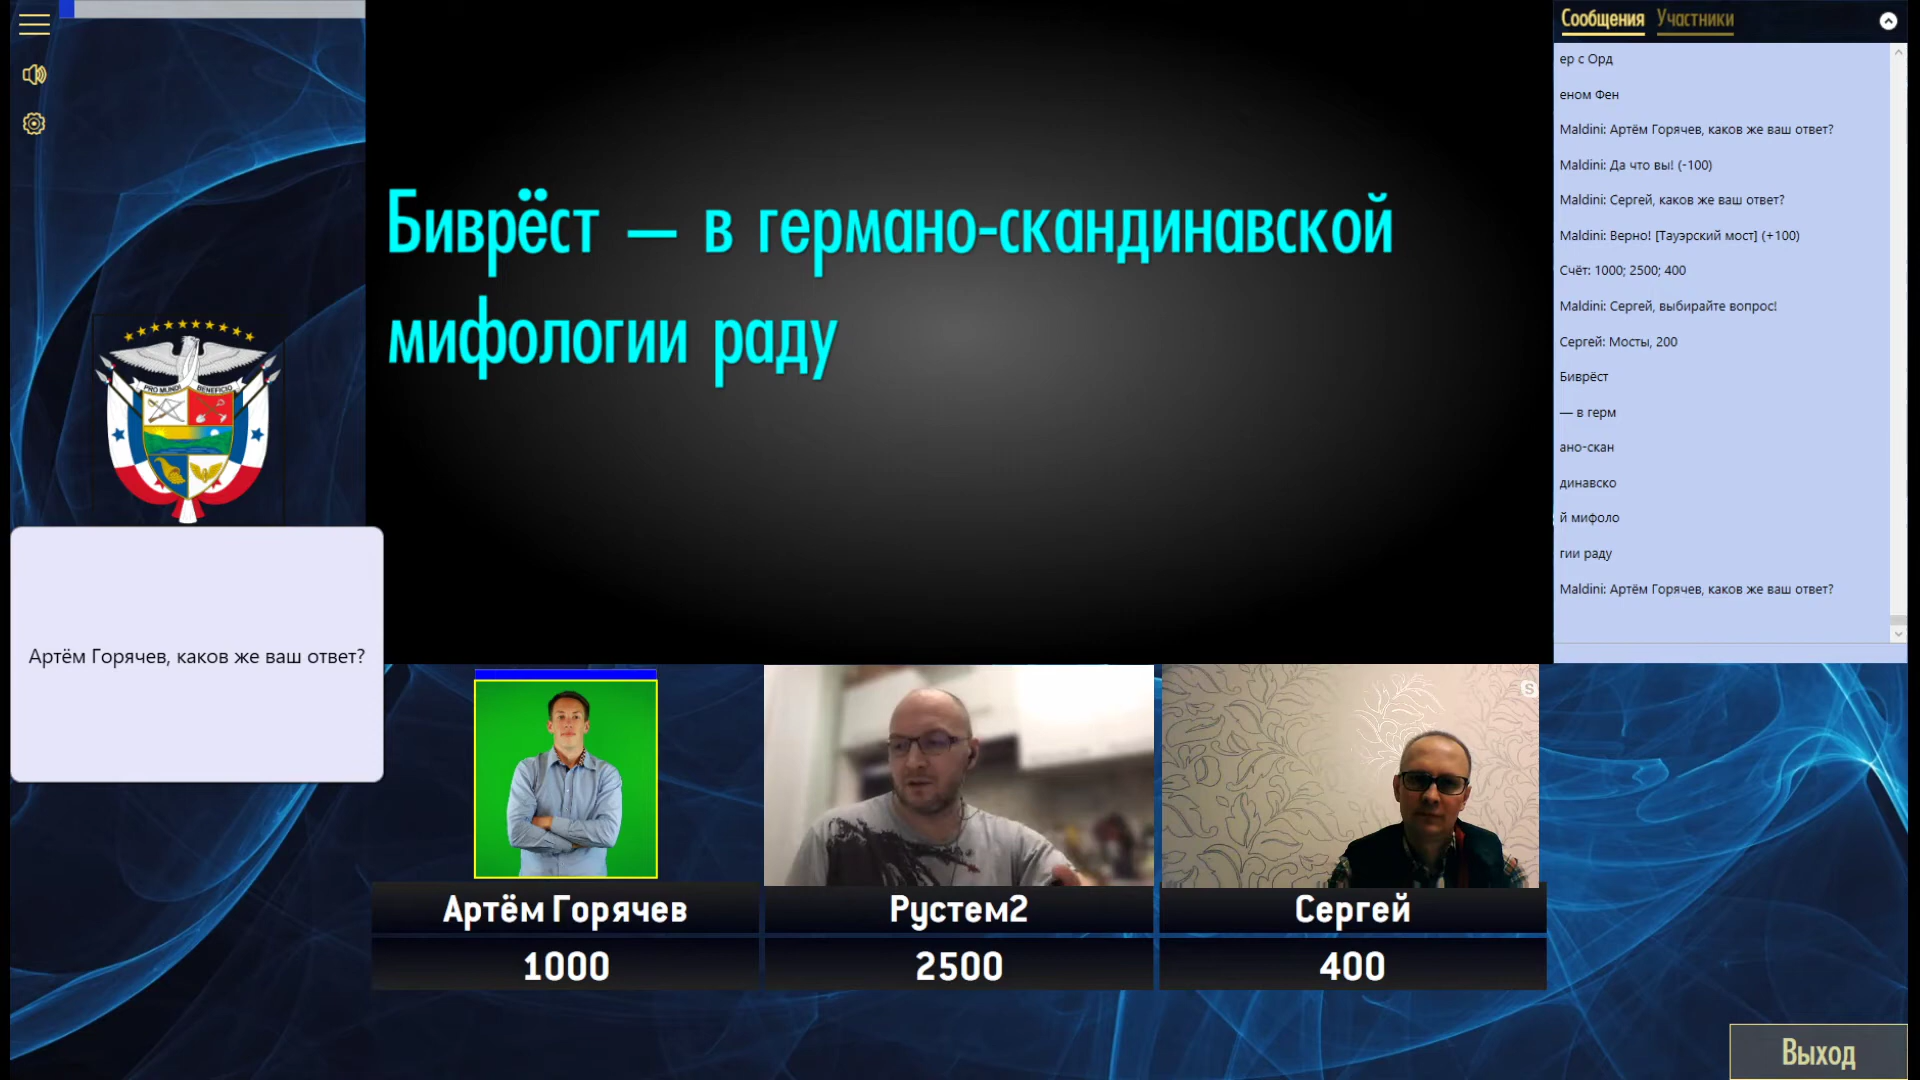 Сообщения Участники
ер с Орд
еном Фен
Maldini: Артём Горячев, каков же ваш ответ?
Maldini: Да что вы! (-100)
Maldini: Сергей, каков же ваш ответ?
Maldini: Верно! [Тауэрский мост] (+100)
Счёт: 1000; 2500; 400
Maldini: Сергей, выбирайте вопрос!
Сергей: Мосты, 200
Биврёст
— в герм
ано-скан
динавско
й мифоло
гии раду
Maldini: Артём Горячев, каков же ваш ответ?
Биврёст — в германо-скандинавской
мифологии раду
PRO MUNDI BENEFICIO
Артём Горячев, каков же ваш ответ?
S
Артём Горячев
Рустем2
Сергей
1000
2500
400
Выход